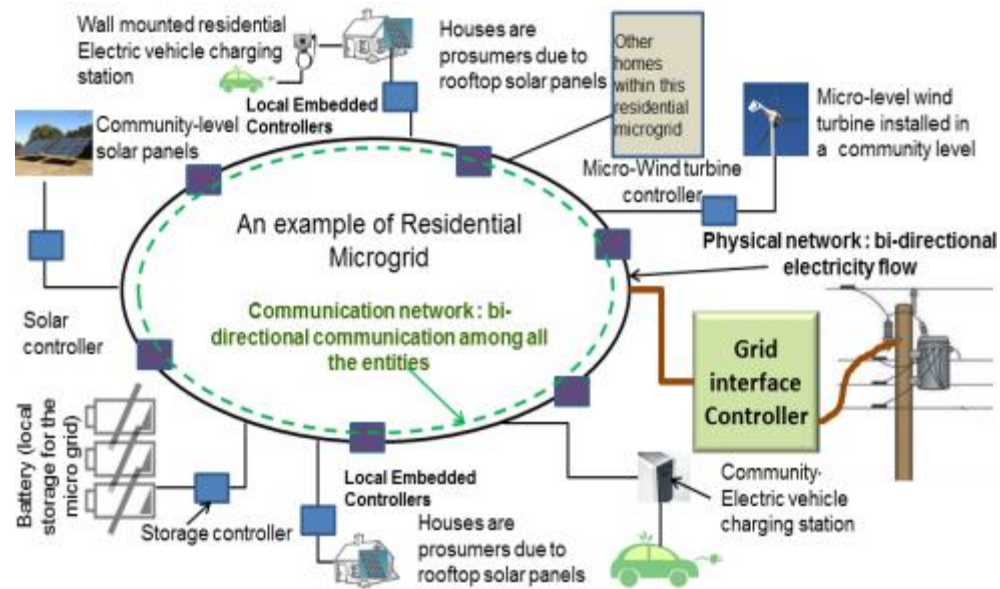 Wall mounted residential
Electric vehicle charging
station
Houses are
prosumers due to
rooftop solar panels
Other
homes
within this
residential
microgrid
Micro-level wind
turbine installed in
a community level
Local Embedded
Controllers
Community-level
solar panels
Micro-Wind turbine
controller
An example of Residential
Microgrid
Physical network : bi-directional
electricity flow
Communication network : bi-
directional communication among all
the entities
Solar
controller
Grid
interface
Controller
Battery (local
storage for the
micro grid)
Storage controller
Local Embedded
Controllers
Houses are
prosumers due to
rooftop solar panels
Community-
Electric vehicle
charging station